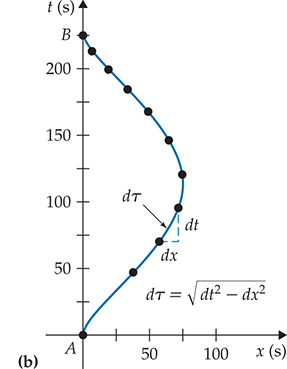 t (s)
B
200
150
100
50
dτ
dt
dx
dτ = √dt² − dx²
A
50
100
x (s)
(b)